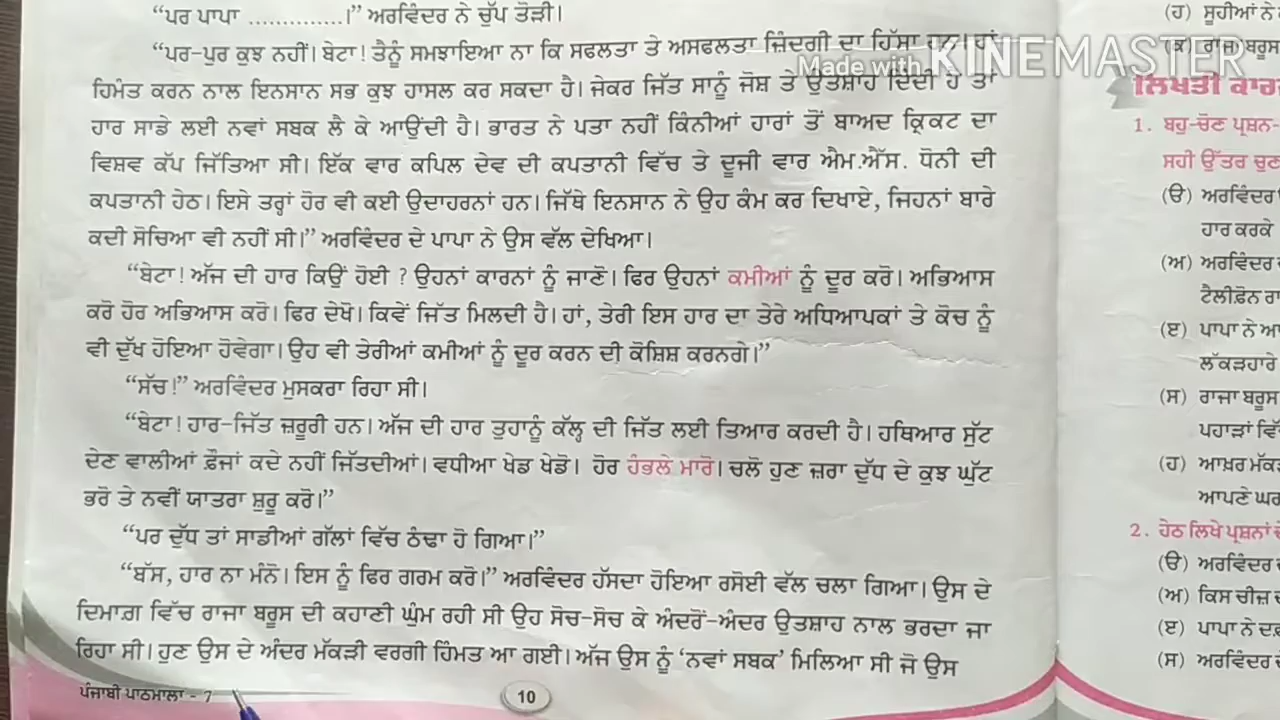 “ਪਰ ਪਾਪਾ ..............।” ਅਰਵਿੰਦਰ ਨੇ ਚੁੱਪ ਤੋੜੀ।
“ਪਰ-ਪੁਰ ਕੁਝ ਨਹੀਂ। ਬੇਟਾ! ਤੈਨੂੰ ਸਮਝਾਇਆ ਨਾ ਕਿ ਸਫਲਤਾ ਤੇ ਅਸਫਲਤਾ ਜ਼ਿੰਦਗੀ ਦਾ ਹਿੱਸਾ ਹਨ। ਹਾਂ
ਹਿਮੰਤ ਕਰਨ ਨਾਲ ਇਨਸਾਨ ਸਭ ਕੁਝ ਹਾਸਲ ਕਰ ਸਕਦਾ ਹੈ। ਜੇਕਰ ਜਿੱਤ ਸਾਨੂੰ ਜੋਸ਼ ਤੇ ਉਤਸ਼ਾਹ ਦਿੰਦੀ ਹੈ ਤਾਂ
ਹਾਰ ਸਾਡੇ ਲਈ ਨਵਾਂ ਸਬਕ ਲੈ ਕੇ ਆਉਂਦੀ ਹੈ। ਭਾਰਤ ਨੇ ਪਤਾ ਨਹੀਂ ਕਿੰਨੀਆਂ ਹਾਰਾਂ ਤੋਂ ਬਾਅਦ ਕ੍ਰਿਕਟ ਦਾ
ਵਿਸ਼ਵ ਕੱਪ ਜਿੱਤਿਆ ਸੀ। ਇੱਕ ਵਾਰ ਕਪਿਲ ਦੇਵ ਦੀ ਕਪਤਾਨੀ ਵਿੱਚ ਤੇ ਦੂਜੀ ਵਾਰ ਐਮ.ਐੱਸ. ਧੋਨੀ ਦੀ
ਕਪਤਾਨੀ ਹੇਠ। ਇਸੇ ਤਰ੍ਹਾਂ ਹੋਰ ਵੀ ਕਈ ਉਦਾਹਰਨਾਂ ਹਨ। ਜਿੱਥੇ ਇਨਸਾਨ ਨੇ ਉਹ ਕੰਮ ਕਰ ਦਿਖਾਏ, ਜਿਹਨਾਂ ਬਾਰੇ
ਕਦੀ ਸੋਚਿਆ ਵੀ ਨਹੀਂ ਸੀ।” ਅਰਵਿੰਦਰ ਦੇ ਪਾਪਾ ਨੇ ਉਸ ਵੱਲ ਦੇਖਿਆ।
“ਬੇਟਾ! ਅੱਜ ਦੀ ਹਾਰ ਕਿਉਂ ਹੋਈ ? ਉਹਨਾਂ ਕਾਰਨਾਂ ਨੂੰ ਜਾਣੋ। ਫਿਰ ਉਹਨਾਂ ਕਮੀਆਂ ਨੂੰ ਦੂਰ ਕਰੋ। ਅਭਿਆਸ
ਕਰੋ ਹੋਰ ਅਭਿਆਸ ਕਰੋ। ਫਿਰ ਦੇਖੋ। ਕਿਵੇਂ ਜਿੱਤ ਮਿਲਦੀ ਹੈ। ਹਾਂ, ਤੇਰੀ ਇਸ ਹਾਰ ਦਾ ਤੇਰੇ ਅਧਿਆਪਕਾਂ ਤੇ ਕੋਚ ਨੂੰ
ਵੀ ਦੁੱਖ ਹੋਇਆ ਹੋਵੇਗਾ। ਉਹ ਵੀ ਤੇਰੀਆਂ ਕਮੀਆਂ ਨੂੰ ਦੂਰ ਕਰਨ ਦੀ ਕੋਸ਼ਿਸ਼ ਕਰਨਗੇ।”
“ਸੱਚ!” ਅਰਵਿੰਦਰ ਮੁਸਕਰਾ ਰਿਹਾ ਸੀ।
“ਬੇਟਾ! ਹਾਰ-ਜਿੱਤ ਜ਼ਰੂਰੀ ਹਨ। ਅੱਜ ਦੀ ਹਾਰ ਤੁਹਾਨੂੰ ਕੱਲ੍ਹ ਦੀ ਜਿੱਤ ਲਈ ਤਿਆਰ ਕਰਦੀ ਹੈ। ਹਥਿਆਰ ਸੁੱਟ
ਦੇਣ ਵਾਲੀਆਂ ਫ਼ੌਜਾਂ ਕਦੇ ਨਹੀਂ ਜਿੱਤਦੀਆਂ। ਵਧੀਆ ਖੇਡ ਖੇਡੋ। ਹੋਰ ਹੰਭਲੇ ਮਾਰੋ। ਚਲੋ ਹੁਣ ਜ਼ਰਾ ਦੁੱਧ ਦੇ ਕੁਝ ਘੁੱਟ
ਭਰੋ ਤੇ ਨਵੀਂ ਯਾਤਰਾ ਸ਼ੁਰੂ ਕਰੋ।”
“ਪਰ ਦੁੱਧ ਤਾਂ ਸਾਡੀਆਂ ਗੱਲਾਂ ਵਿੱਚ ਠੰਢਾ ਹੋ ਗਿਆ।”
“ਬੱਸ, ਹਾਰ ਨਾ ਮੰਨੋ। ਇਸ ਨੂੰ ਫਿਰ ਗਰਮ ਕਰੋ।” ਅਰਵਿੰਦਰ ਹੱਸਦਾ ਹੋਇਆ ਰਸੋਈ ਵੱਲ ਚਲਾ ਗਿਆ। ਉਸ ਦੇ
ਦਿਮਾਗ਼ ਵਿੱਚ ਰਾਜਾ ਬਰੂਸ ਦੀ ਕਹਾਣੀ ਘੁੰਮ ਰਹੀ ਸੀ ਉਹ ਸੋਚ-ਸੋਚ ਕੇ ਅੰਦਰੋਂ-ਅੰਦਰ ਉਤਸ਼ਾਹ ਨਾਲ ਭਰਦਾ ਜਾ
ਰਿਹਾ ਸੀ। ਹੁਣ ਉਸ ਦੇ ਅੰਦਰ ਮੱਕੜੀ ਵਰਗੀ ਹਿੰਮਤ ਆ ਗਈ। ਅੱਜ ਉਸ ਨੂੰ ‘ਨਵਾਂ ਸਬਕ’ ਮਿਲਿਆ ਸੀ ਜੋ ਉਸ
ਪੰਜਾਬੀ ਪਾਠਮਾਲਾ - 7
10
Made with KINEMASTER
(ਹ) ਸੂਹੀਆਂ ਨੇ
(ਕ) ਰਾਜਾ ਬਰੂਸ
ਲਿਖਤੀ
1. ਬਹੁ-ਚੋਣ ਪ੍ਰਸ਼ਨ-
ਸਹੀ ਉੱਤਰ ਚੁਣ
(ੳ) ਅਰਵਿੰਦਰ
ਹਾਰ ਕਰਕੇ
(ਅ) ਅਰਵਿੰਦਰ
ਟੈਲੀਫ਼ੋਨ
(ੲ) ਪਾਪਾ ਨੇ
ਲੱਕੜਹਾਰੇ
(ਸ) ਰਾਜਾ ਬਰੂਸ
ਪਹਾੜਾਂ
(ਹ) ਆਖ਼ਰ
ਆਪਣੇ ਘਰ
2. ਹੇਠ ਲਿਖੇ ਪ੍ਰਸ਼ਨਾਂ
(ੳ) ਅਰਵਿੰਦਰ
(ਅ) ਕਿਸ ਚੀਜ਼
(ੲ) ਪਾਪਾ ਨੇ
(ਸ) ਅਰਵਿੰਦਰ